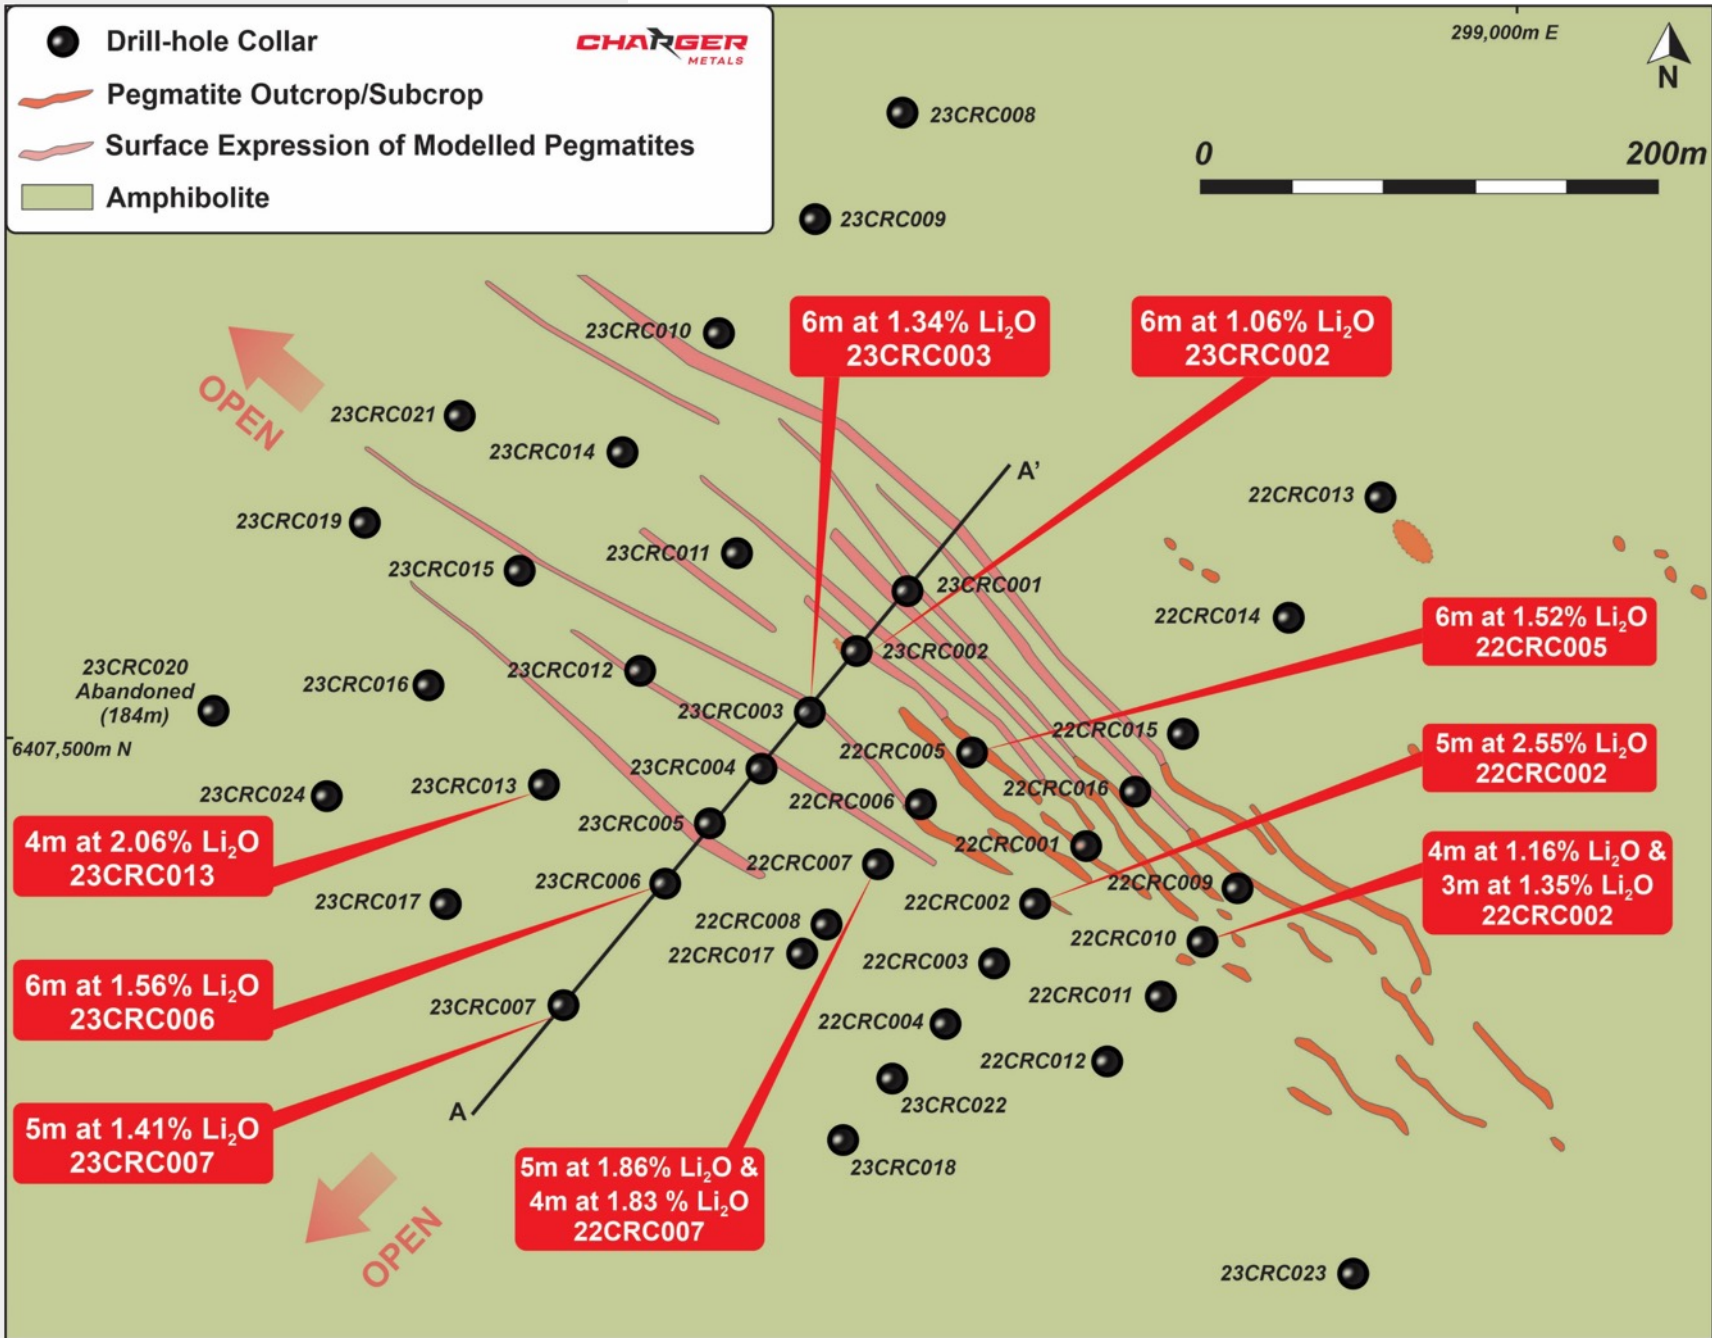 Drill-hole Collar
CHARGER
METALS
Pegmatite Outcrop/Subcrop
Surface Expression of Modelled Pegmatites
Amphibolite
299,000m E
N
0 200m
23CRC008
23CRC009
6m at 1.34% Li₂O
23CRC003
6m at 1.06% Li₂O
23CRC002
23CRC010
OPEN
23CRC021
23CRC014
A'
22CRC013
23CRC019
23CRC011
23CRC015
23CRC001
22CRC014
6m at 1.52% Li₂O
22CRC005
23CRC002
23CRC020
Abandoned
(184m)
23CRC016
23CRC012
23CRC003
22CRC015
6407,500m N
22CRC005
5m at 2.55% Li₂O
22CRC002
23CRC004
23CRC013
23CRC024
22CRC006
22CRC016
23CRC005
4m at 2.06% Li₂O
23CRC013
22CRC001
22CRC007
4m at 1.16% Li₂O &
3m at 1.35% Li₂O
22CRC002
23CRC006
22CRC009
23CRC017
22CRC002
22CRC008
22CRC010
22CRC017
22CRC003
6m at 1.56% Li₂O
23CRC006
23CRC007
22CRC011
22CRC004
22CRC012
23CRC022
A
5m at 1.41% Li₂O
23CRC007
23CRC018
5m at 1.86% Li₂O &
4m at 1.83 % Li₂O
22CRC007
OPEN
23CRC023